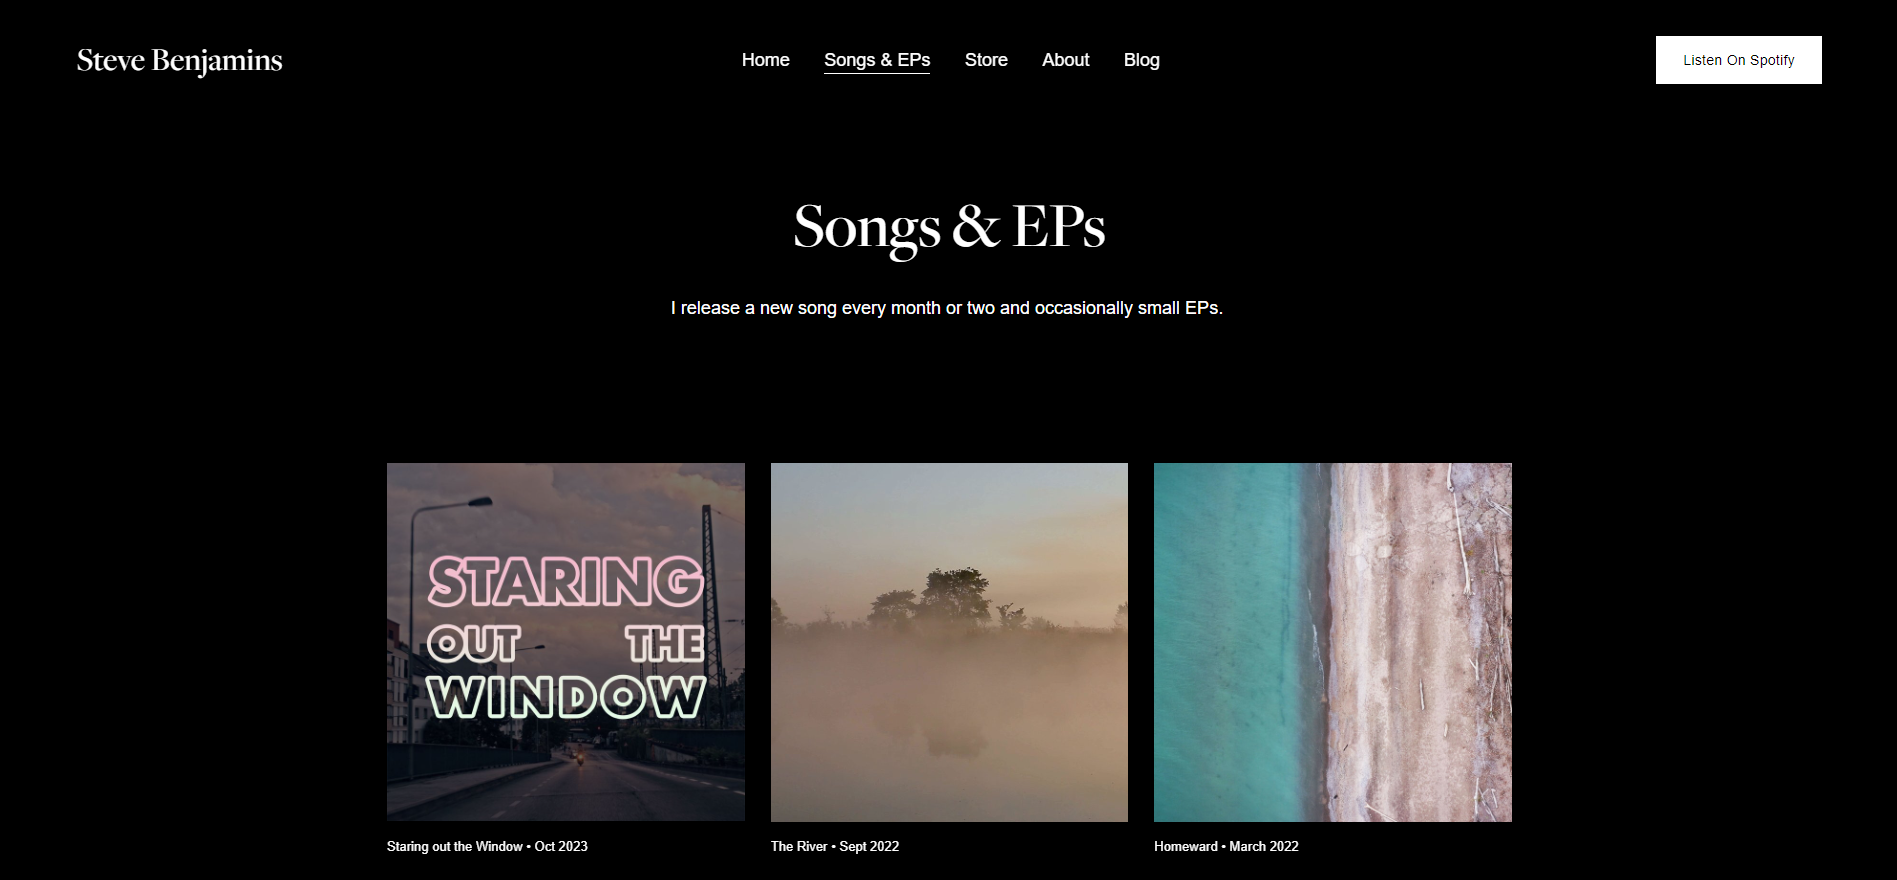 Steve Benjamins
Home Songs & EPs Store About Blog
Listen On Spotify
Songs & EPs
I release a new song every month or two and occasionally small EPs.
STARING
OUT THE
WINDOW
Staring out the Window • Oct 2023
The River • Sept 2022
Homeward • March 2022